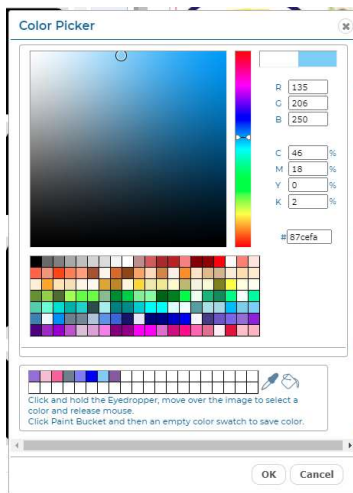 Color Picker
R 135
G 206
B 250
C 46 %
M 18 %
Y 0 %
K 2 %
# 87cefa
Click and hold the Eyedropper, move over the image to select a
color and release mouse.
Click Paint Bucket and then an empty color swatch to save color.
OK Cancel